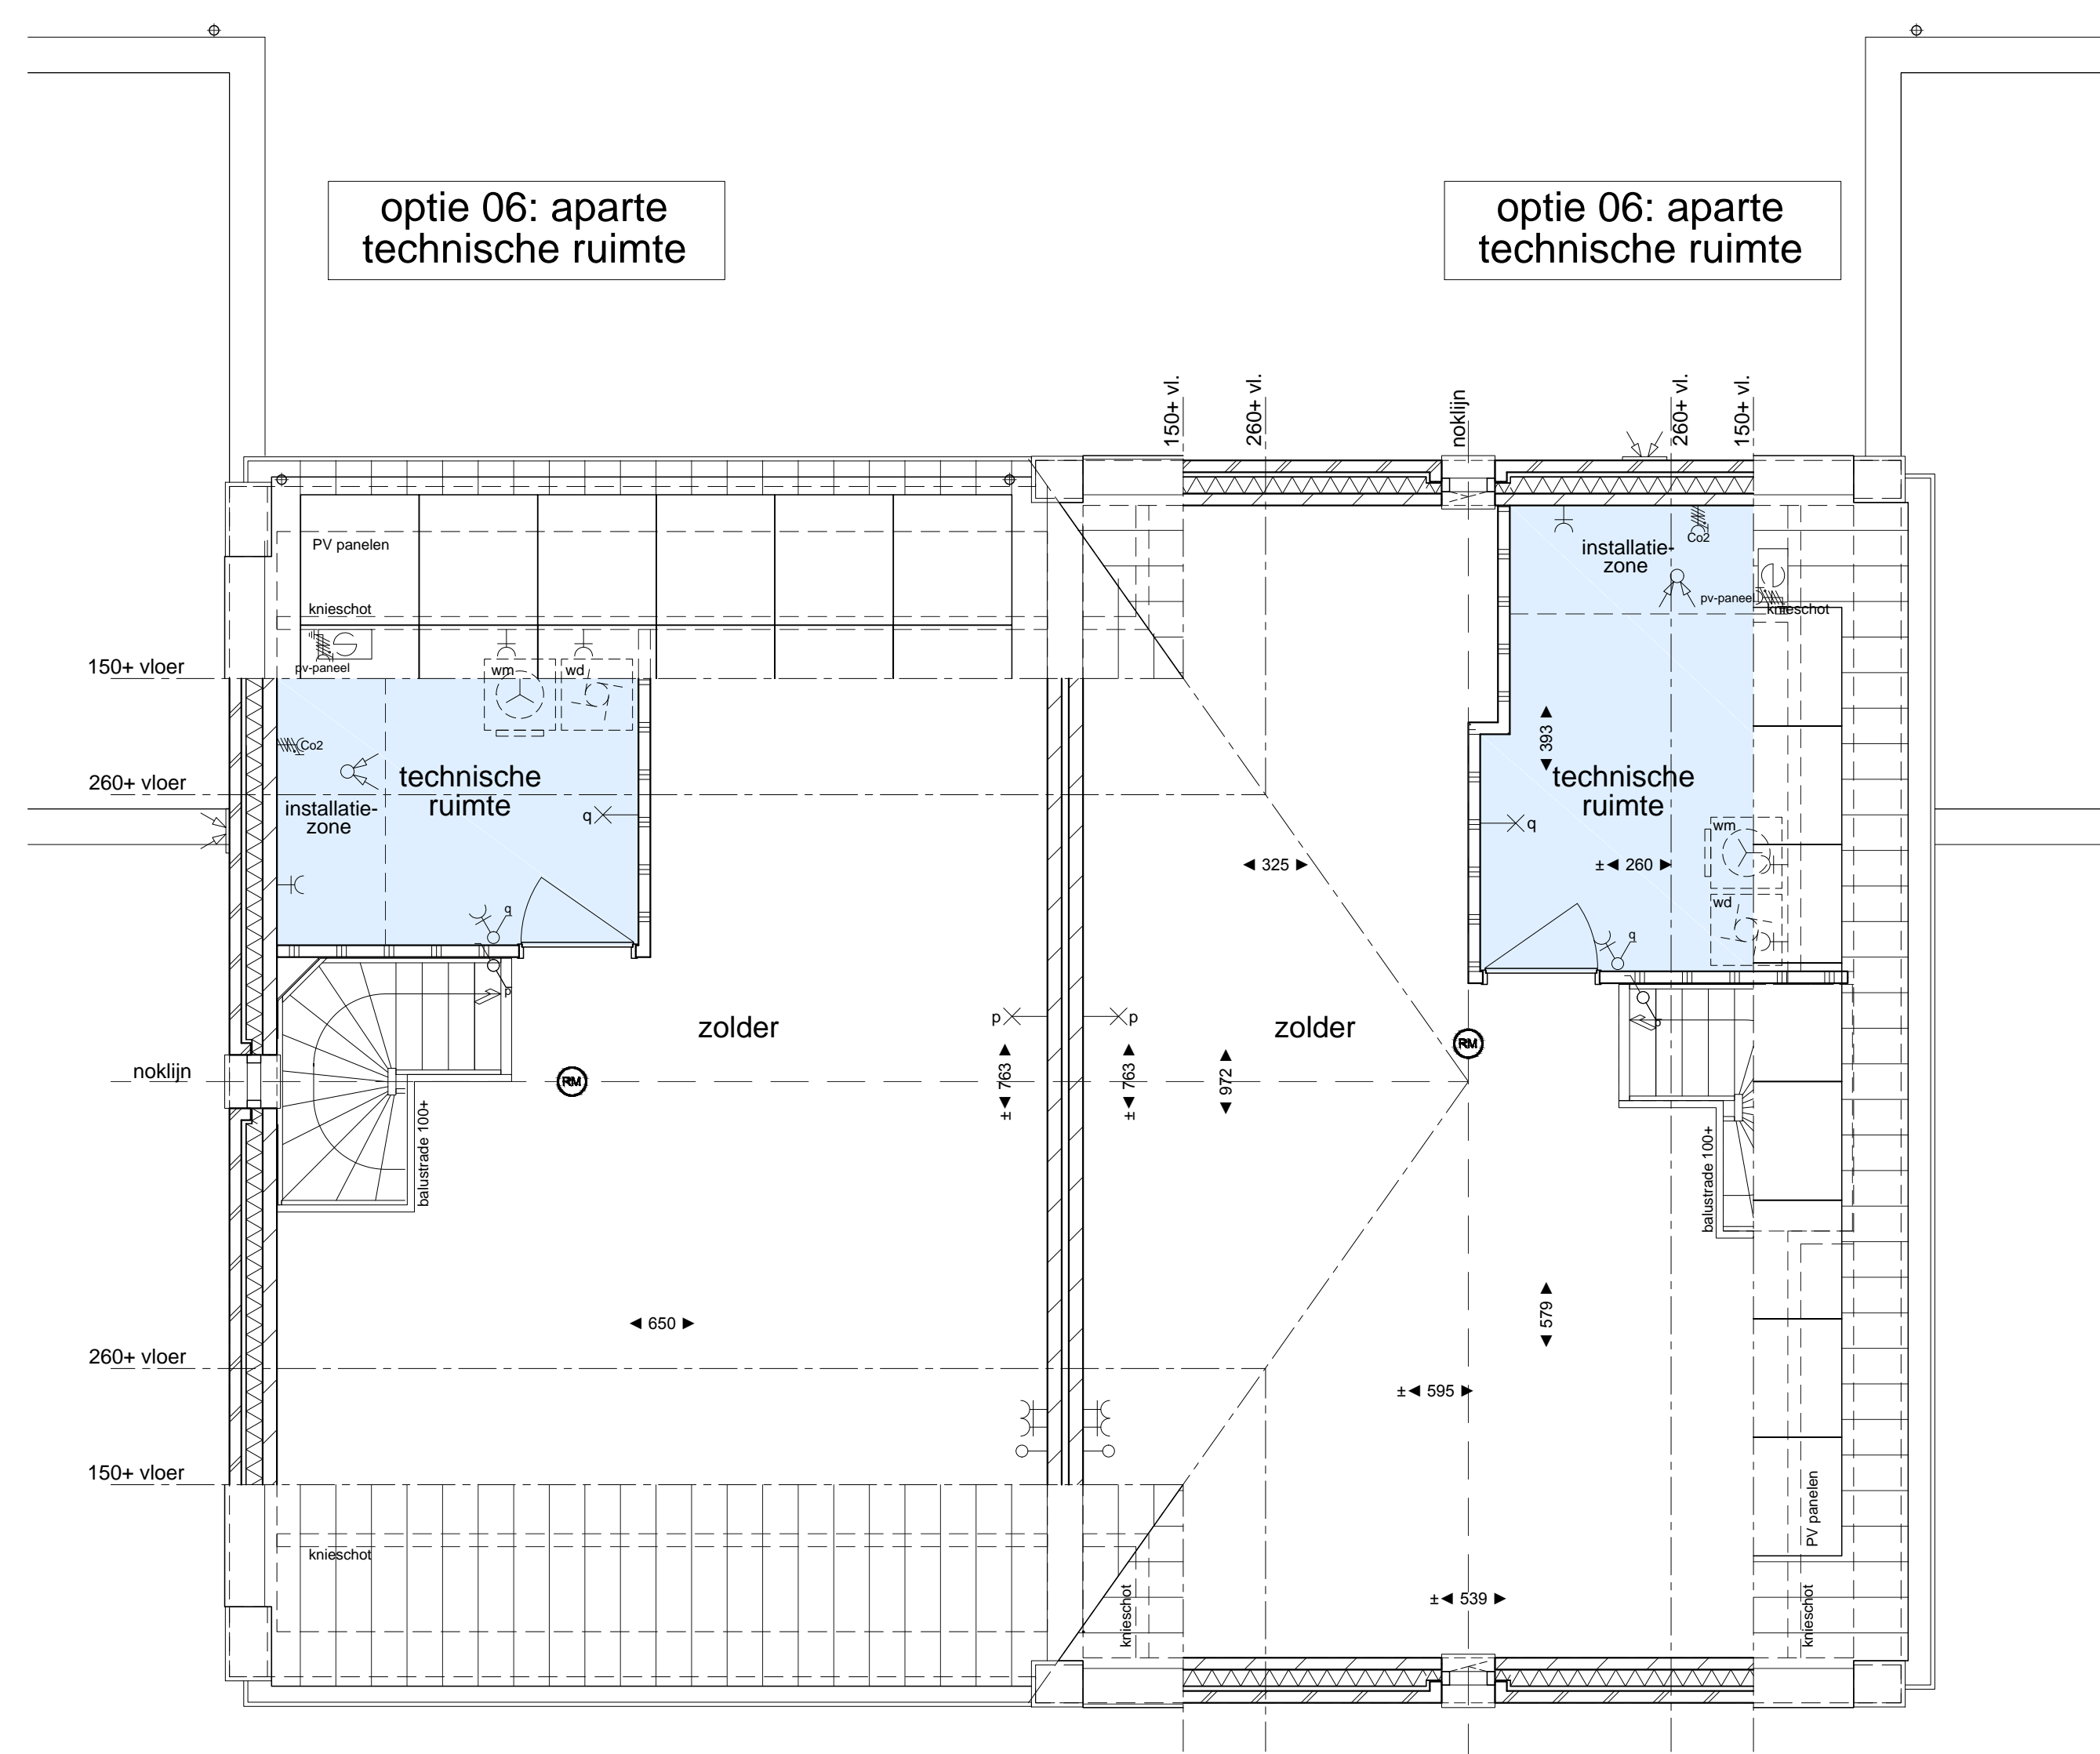 optie 06: aparte
technische ruimte
optie 06: aparte
technische ruimte
150+ vl.
260+ vl.
noklijn
260+ vl.
150+ vl.
PV panelen
knieschot
pv-paneel
150+ vloer
wm
wd
Co2
260+ vloer
technische
ruimte
installatie-
zone
q
q
p
noklijn
RM
balustrade 100+
zolder
p
± 763
650
260+ vloer
150+ vloer
knieschot
installatie-
zone
Co2
pv-paneel
knieschot
393
technische
ruimte
q
wm
± 260
wd
q
p
325
zolder
p
± 763
972
RM
balustrade 100+
579
± 595
PV panelen
± 539
knieschot
knieschot